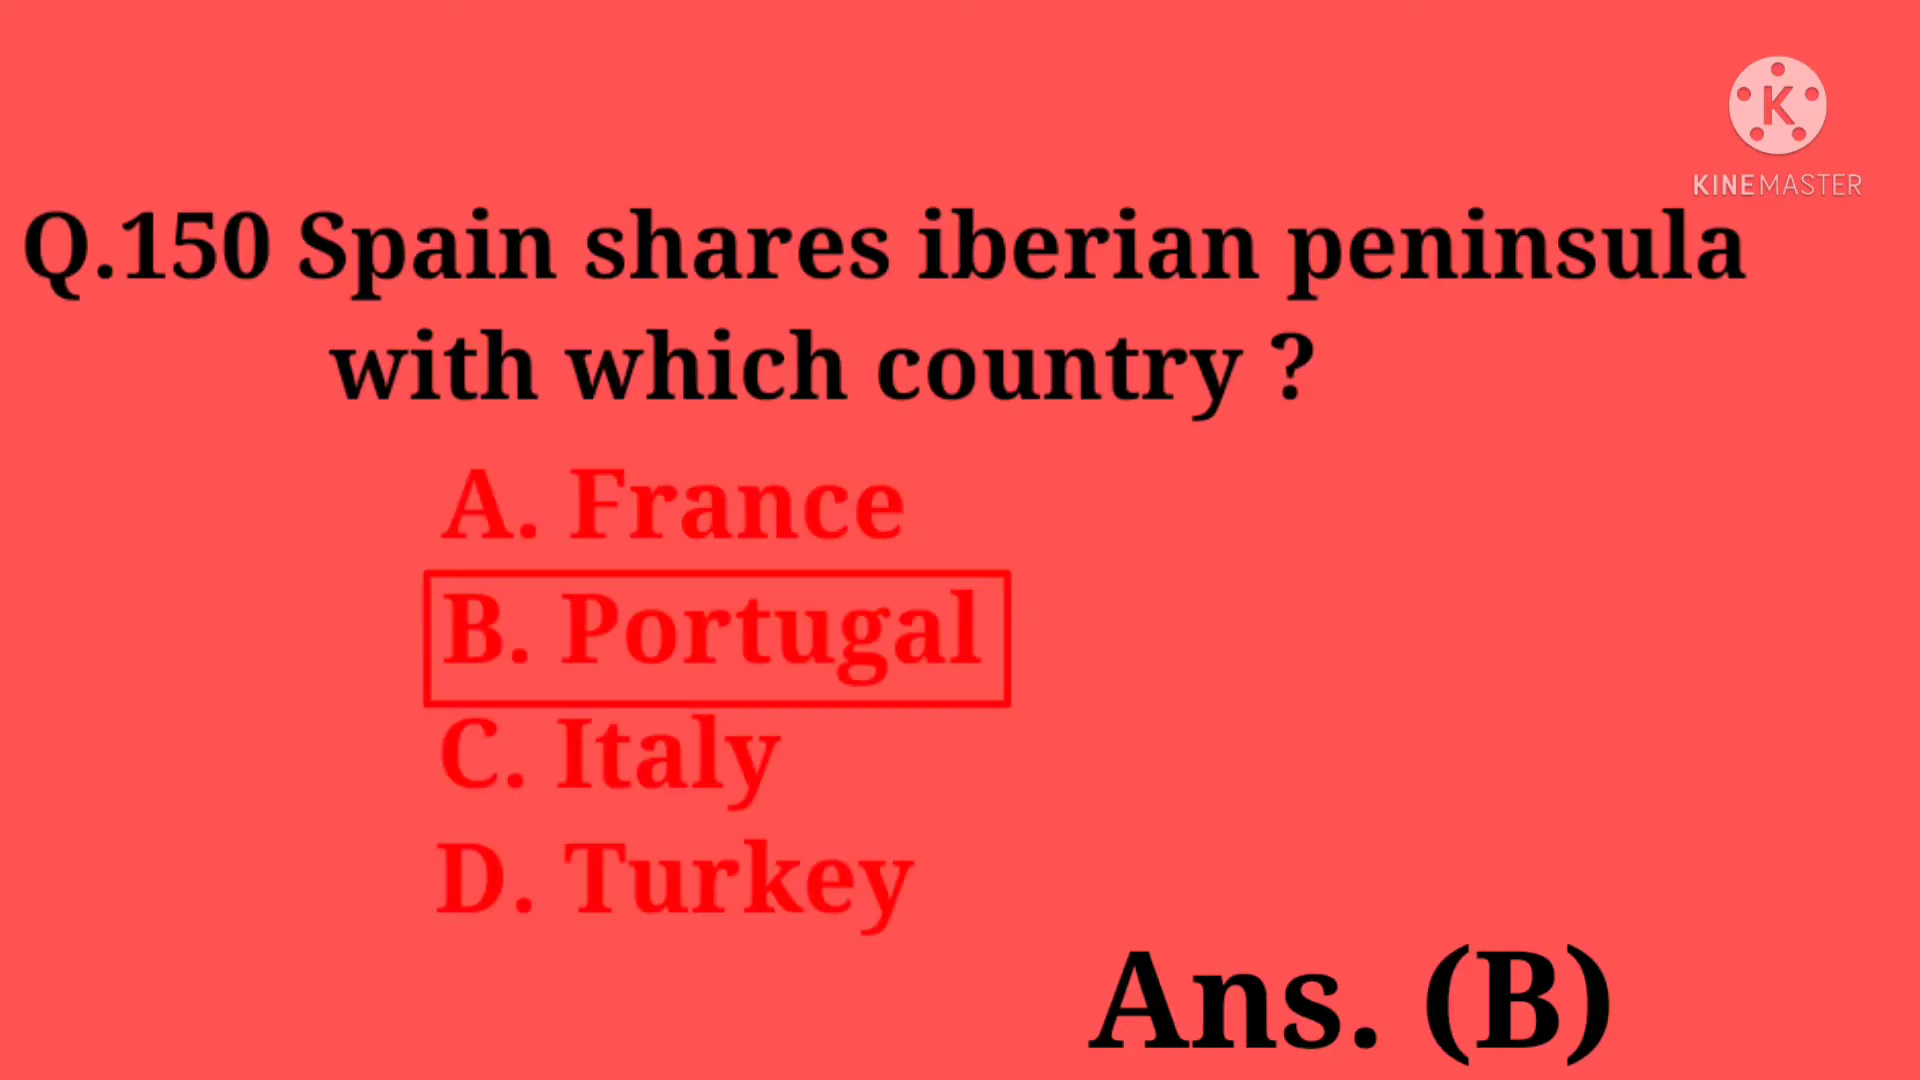 K
KINEMASTER
Q.150 Spain shares iberian peninsula
with which country ?
A. France
B. Portugal
C. Italy
D. Turkey
Ans. (B)